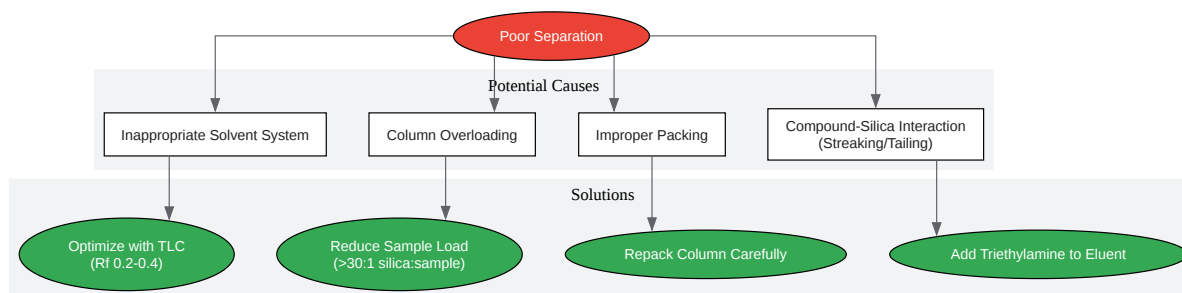 Poor Separation
Potential Causes
Inappropriate Solvent System
Column Overloading
Improper Packing
Compound-Silica Interaction
(Streaking/Tailing)
Solutions
Optimize with TLC
(Rf 0.2-0.4)
Reduce Sample Load
(>30:1 silica:sample)
Repack Column Carefully
Add Triethylamine to Eluent